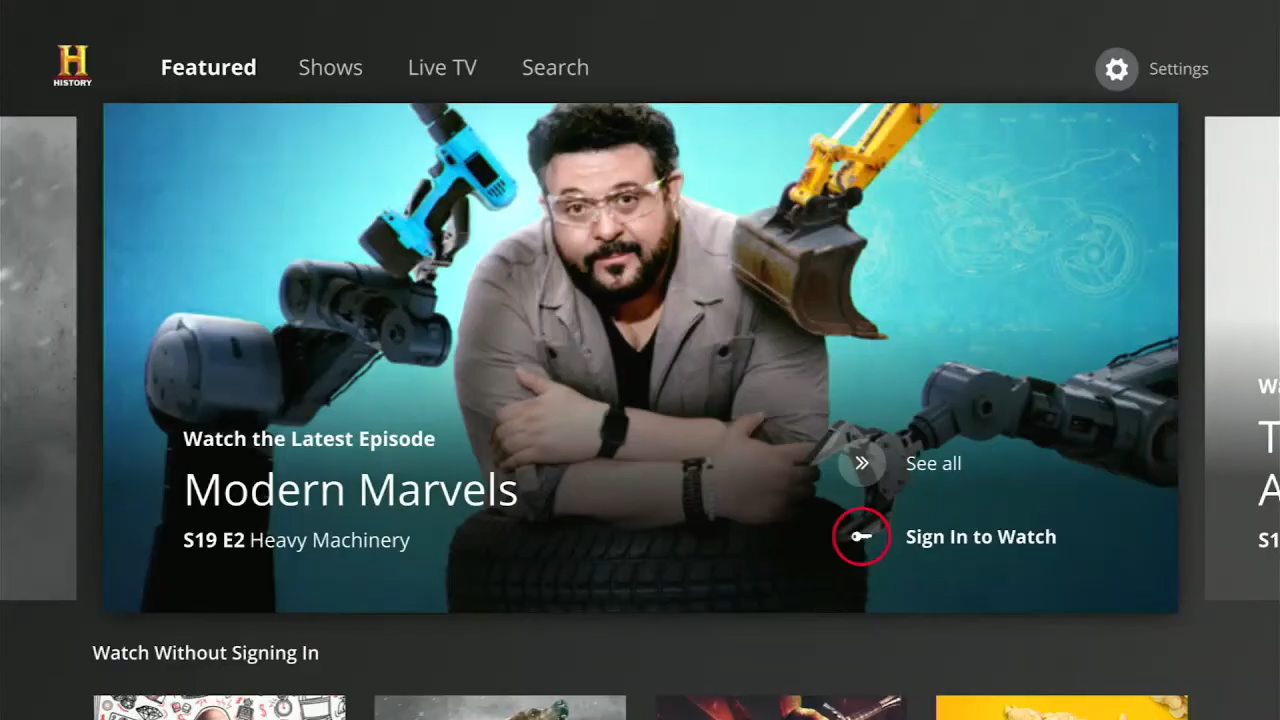 H
HISTORY
Featured
Shows
Live TV
Search
Settings
Watch the Latest Episode
Modern Marvels
S19 E2 Heavy Machinery
See all
Sign In to Watch
W
T
A
S1
Watch Without Signing In